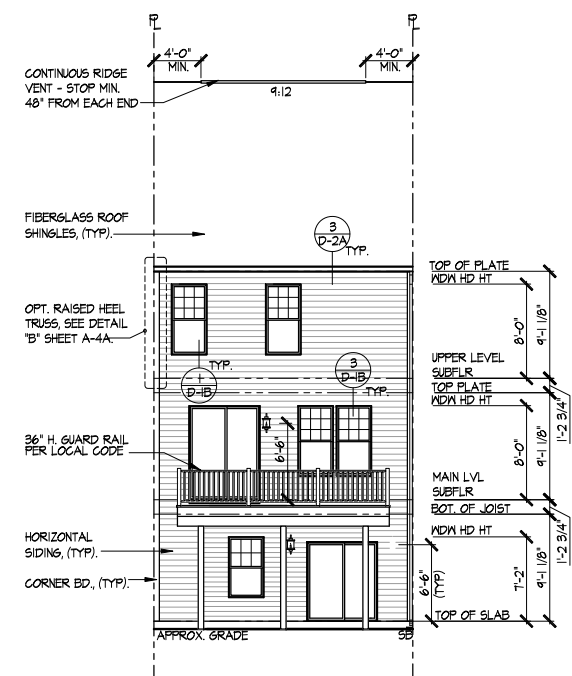 PL
PL
4'-0"
MIN.
4'-0"
MIN.
CONTINUOUS RIDGE
VENT - STOP MIN.
48" FROM EACH END
9:12
FIBERGLASS ROOF
SHINGLES, (TYP).
3
D-2A
TYP.
TOP OF PLATE
WDW HD HT
OPT. RAISED HEEL
TRUSS, SEE DETAIL
"B" SHEET A-4A.
8'-0"
9'-1 1/8"
TYP.
1
D-1B
3
D-1B
TYP.
UPPER LEVEL
SUBFLR
TOP PLATE
WDW HD HT
1'-2 3/4"
36" H. GUARD RAIL
PER LOCAL CODE
6'-6"
8'-0"
9'-1 1/8"
MAIN LVL
SUBFLR
BOT. OF JOIST
WDW HD HT
1'-2 3/4"
HORIZONTAL
SIDING, (TYP).
CORNER BD., (TYP).
6'-6"
(TYP)
7'-2"
9'-1 1/8"
TOP OF SLAB
APPROX. GRADE
SB